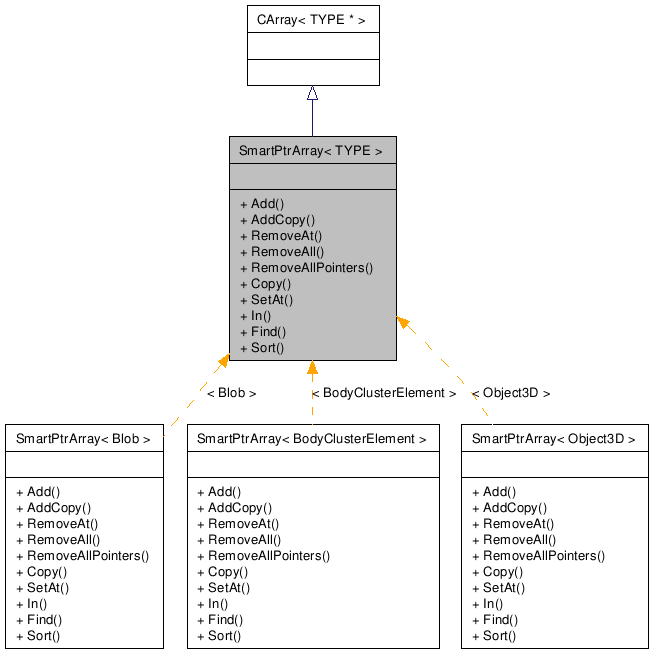 CArray< TYPE * >
SmartPtrArray< TYPE >
+ Add()
+ AddCopy()
+ RemoveAt()
+ RemoveAll()
+ RemoveAllPointers()
+ Copy()
+ SetAt()
+ In()
+ Find()
+ Sort()
< Blob >
< BodyClusterElement >
< Object3D >
SmartPtrArray< Blob >
+ Add()
+ AddCopy()
+ RemoveAt()
+ RemoveAll()
+ RemoveAllPointers()
+ Copy()
+ SetAt()
+ In()
+ Find()
+ Sort()
SmartPtrArray< BodyClusterElement >
+ Add()
+ AddCopy()
+ RemoveAt()
+ RemoveAll()
+ RemoveAllPointers()
+ Copy()
+ SetAt()
+ In()
+ Find()
+ Sort()
SmartPtrArray< Object3D >
+ Add()
+ AddCopy()
+ RemoveAt()
+ RemoveAll()
+ RemoveAllPointers()
+ Copy()
+ SetAt()
+ In()
+ Find()
+ Sort()